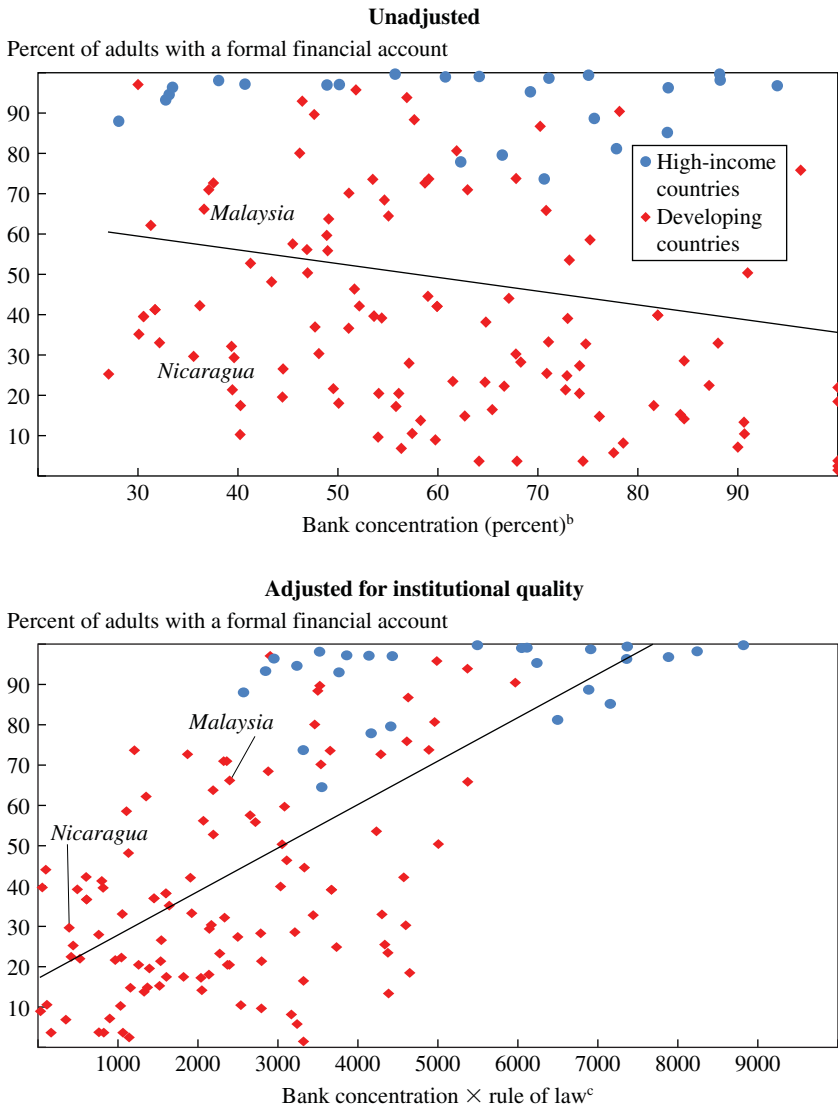 Unadjusted
Percent of adults with a formal financial account
90
80
70
60
50
40
30
20
10
Malaysia
Nicaragua
High-income
countries
Developing
countries
30 40 50 60 70 80 90
Bank concentration (percent)ᵇ
Adjusted for institutional quality
Percent of adults with a formal financial account
90
80
70
60
50
40
30
20
10
Malaysia
Nicaragua
1000 2000 3000 4000 5000 6000 7000 8000 9000
Bank concentration × rule of lawᶜ